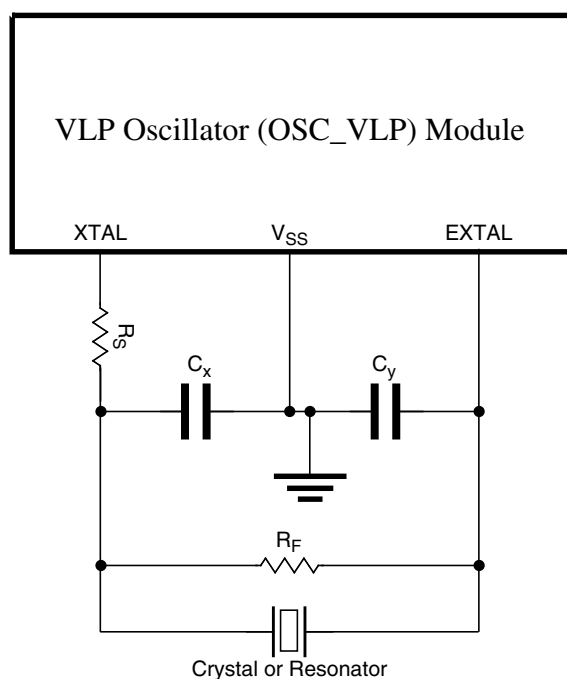 VLP Oscillator (OSC_VLP) Module
XTAL
VSS
EXTAL
RS
Cx
Cy
RF
Crystal or Resonator